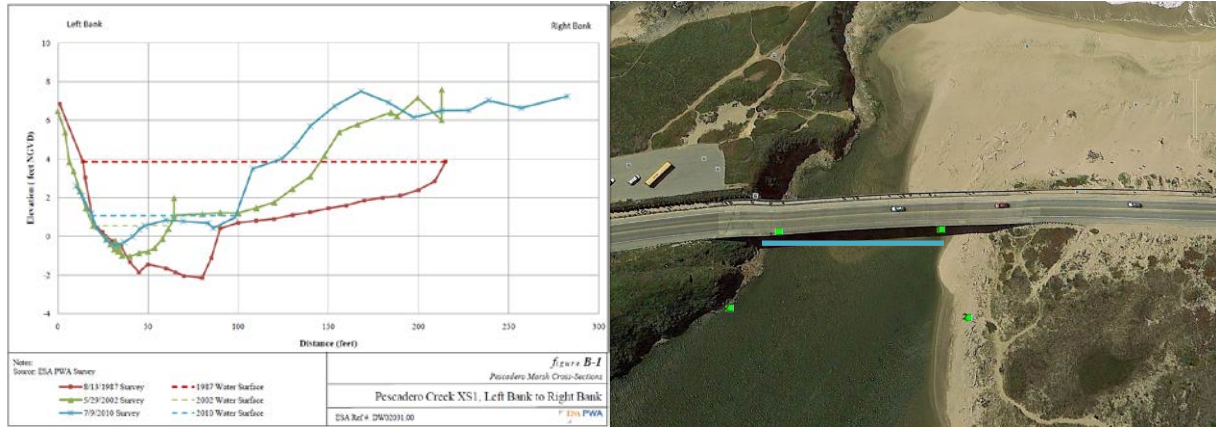 Left Bank
Right Bank
10
8
6
4
2
0
-2
-4
Elevation ( feet NGVD)
0
50
100
150
200
250
300
Distance (feet)
Notes:
Source: ESA PWA Survey
8/13/1987 Survey
1987 Water Surface
5/29/2002 Survey
2002 Water Surface
7/9/2010 Survey
2010 Water Surface
figure B-1
Pescadero Marsh Cross-Sections
Pescadero Creek XS1, Left Bank to Right Bank
ESA Ref #: DW02091.00
PWA